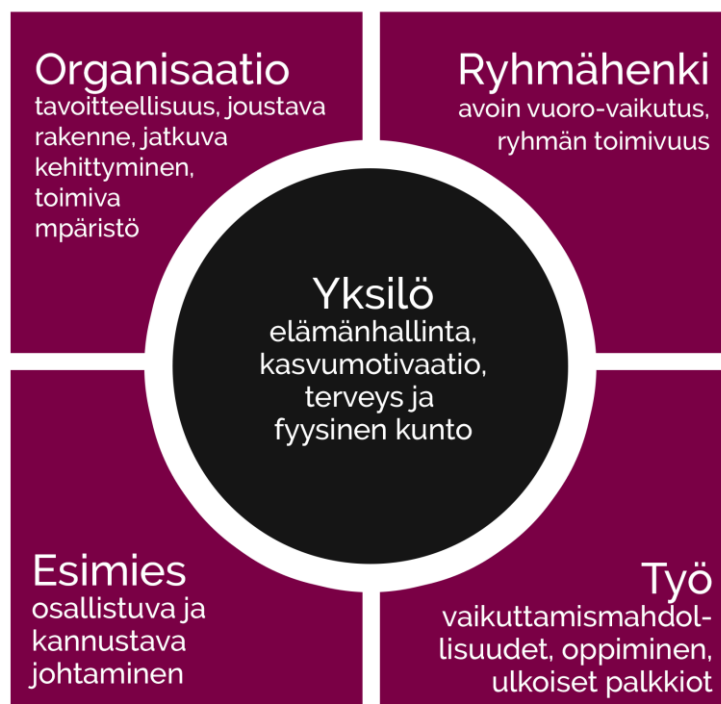 Organisaatio
tavoitteellisuus, joustava
rakenne, jatkuva
kehittyminen,
toimiva
mpäristö
Ryhmähenki
avoin vuoro-vaikutus,
ryhmän toimivuus
Yksilö
elämänhallinta,
kasvumotivaatio,
terveys ja
fyysinen kunto
Esimies
osallistuva ja
kannustava
johtaminen
Työ
vaikuttamismahdol-
lisuudet, oppiminen,
ulkoiset palkkiot